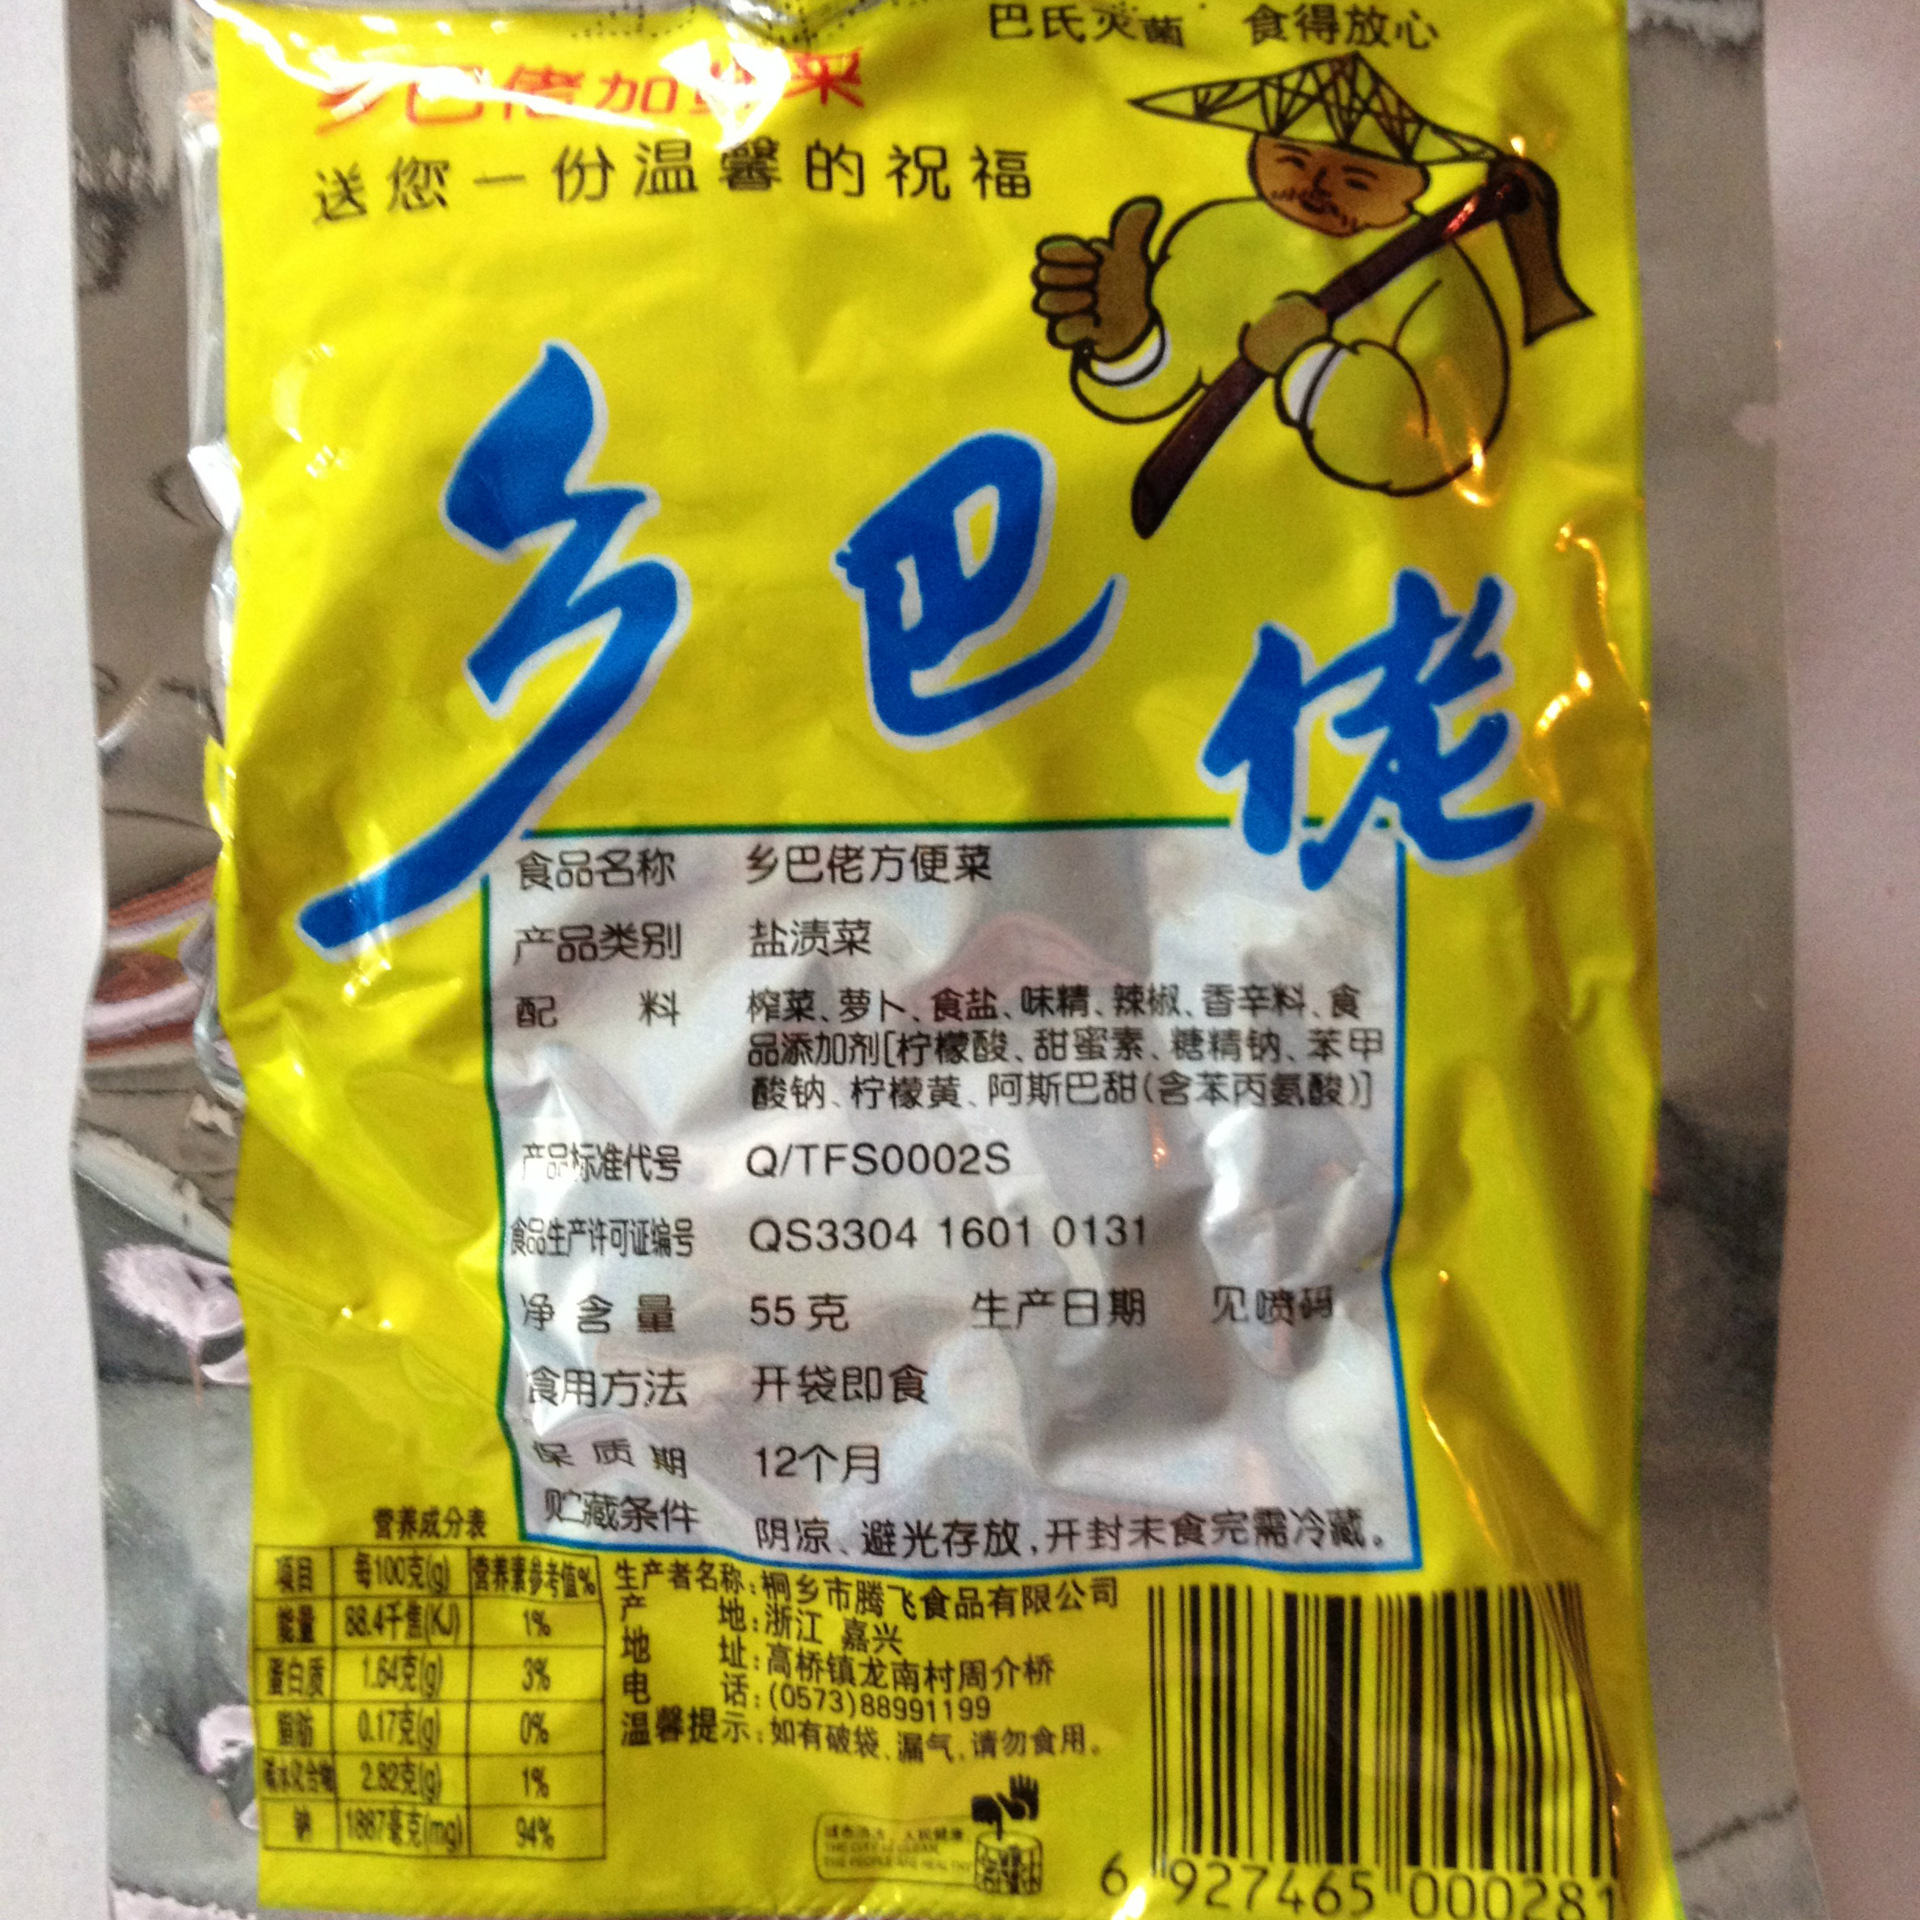 巴氏灭菌 食得放心
乡巴佬加
菜
送您一份温馨的祝福
乡巴佬
食品名称 乡巴佬方便菜
产品类别 盐渍菜
配料 榨菜、萝卜、食盐、味精、辣椒、香辛料、食
品添加剂[柠檬酸、甜蜜素、糖精钠、苯甲
酸钠、柠檬黄、阿斯巴甜(含苯丙氨酸)]
产品标准代号 Q/TFS0002S
食品生产许可证编号 QS3304 1601 0131
净含量 55克 生产日期 见喷码
食用方法 开袋即食
保质期 12个月
贮藏条件 阴凉、避光存放,开封未食完需冷藏。
营养成分表
项目 每100克(g) 营养素参考值%
能量 88.4千焦(KJ) 1%
蛋白质 1.64克(g) 3%
脂肪 0.17克(g) 0%
碳水化合物 2.82克(g) 1%
钠 1887毫克(mg) 94%
生产者名称:桐乡市腾飞食品有限公司
产地:浙江 嘉兴
地址:高桥镇龙南村周介桥
电话:(0573)88991199
温馨提示:如有破袋、漏气,请勿食用。
6 927465 000281